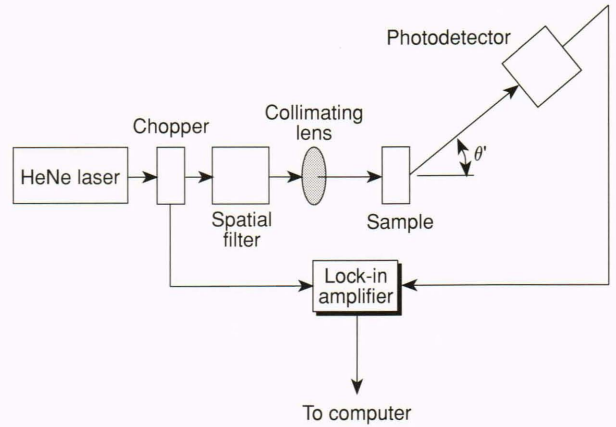 Photodetector
Chopper
Collimating
lens
HeNe laser
θ'
Spatial
filter
Sample
Lock-in
amplifier
To computer